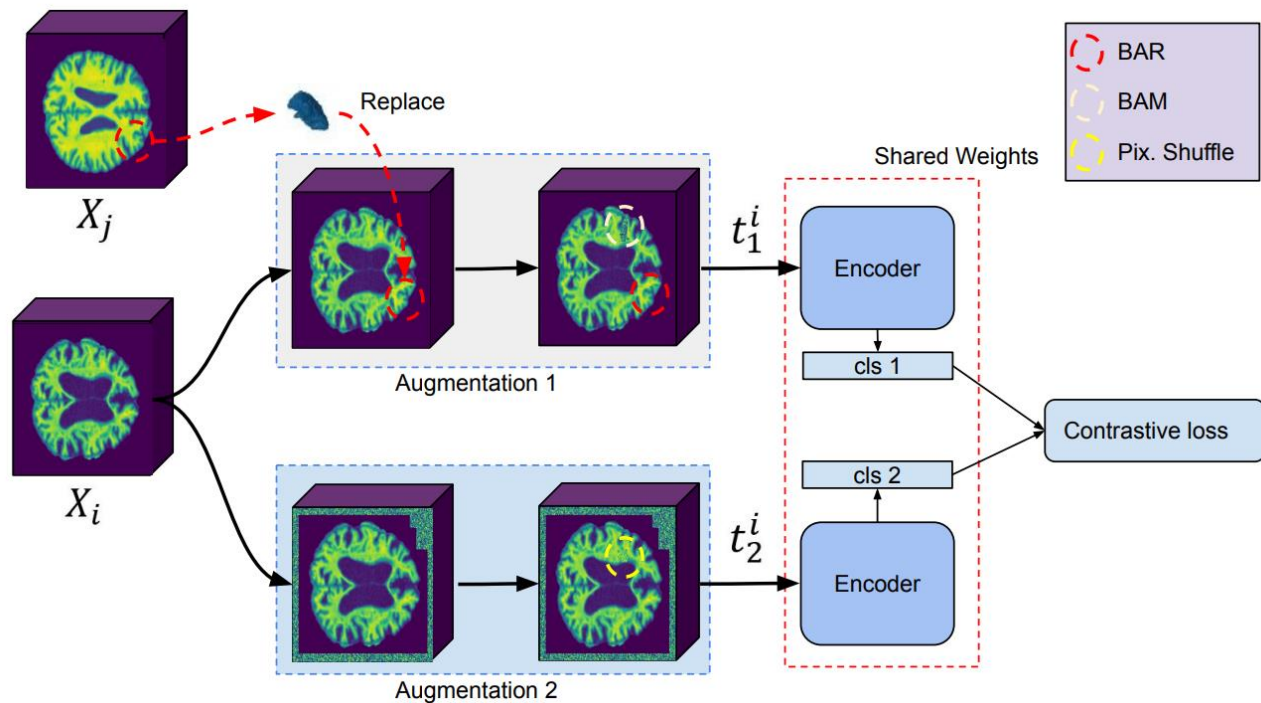 BAR
BAM
Pix. Shuffle
Replace
Shared Weights
X_j
t_1^i
Encoder
cls 1
Augmentation 1
Contrastive loss
X_i
cls 2
t_2^i
Encoder
Augmentation 2